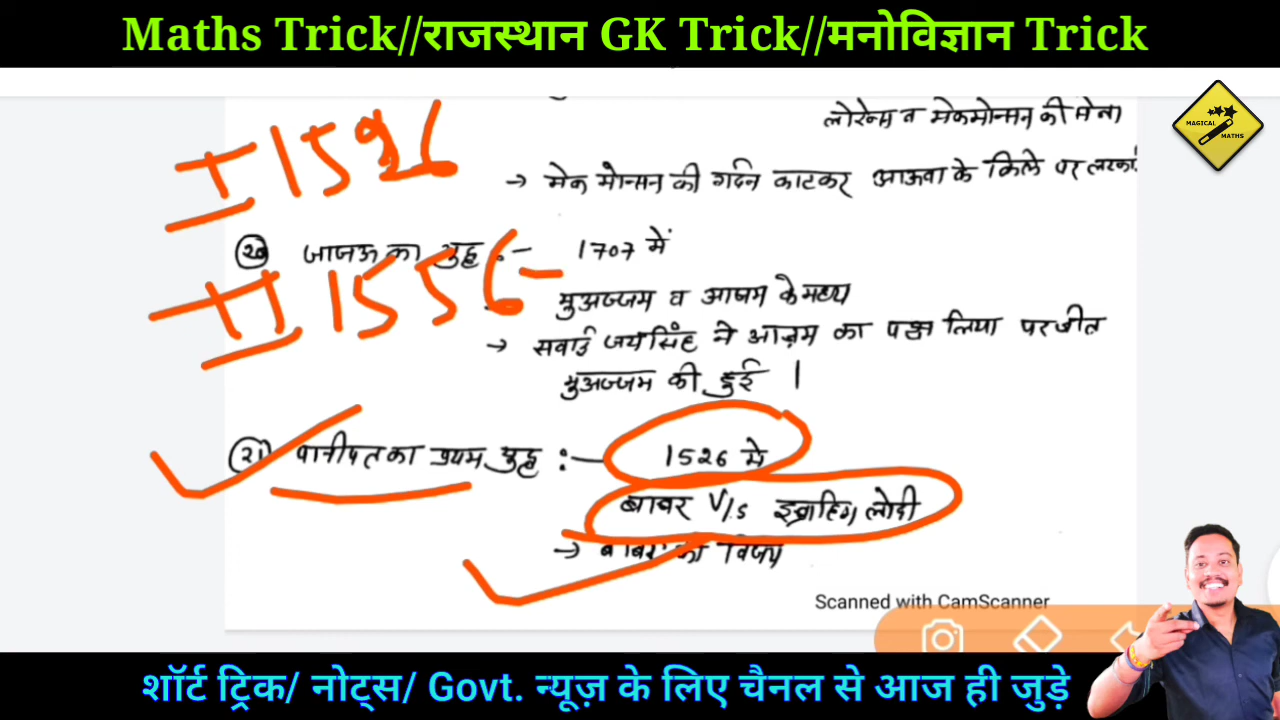 Maths Trick//राजस्थान GK Trick//मनोविज्ञान Trick
MAGICAL MATHS
लोरेन्स व मेकमोन्सन की सेना
I 1526
→ मेक मोन्सन की गर्दन काटकर आऊवा के किले पर लटका
(20) जाजऊ का युद्ध :- 1707 में
II 1556-
मुअज्जम व आजम के मध्य
→ सवाई जयसिंह ने आज़म का पक्ष लिया पर जीत
मुअज्जम की हुई |
(21) पानीपत का प्रथम युद्ध :— 1526 मे
बाबर V/s इब्राहिम लोदी
→ बाबर की विजय
Scanned with CamScanner
शॉर्ट ट्रिक/ नोट्स/ Govt. न्यूज़ के लिए चैनल से आज ही जुड़े